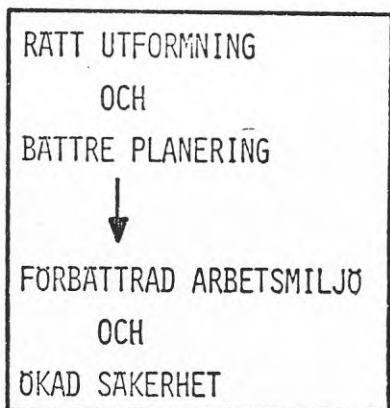 RÄTT UTFORMNING
OCH
BÄTTRE PLANERING
FÖRBÄTTRAD ARBETSMILJÖ
OCH
ÖKAD SÄKERHET